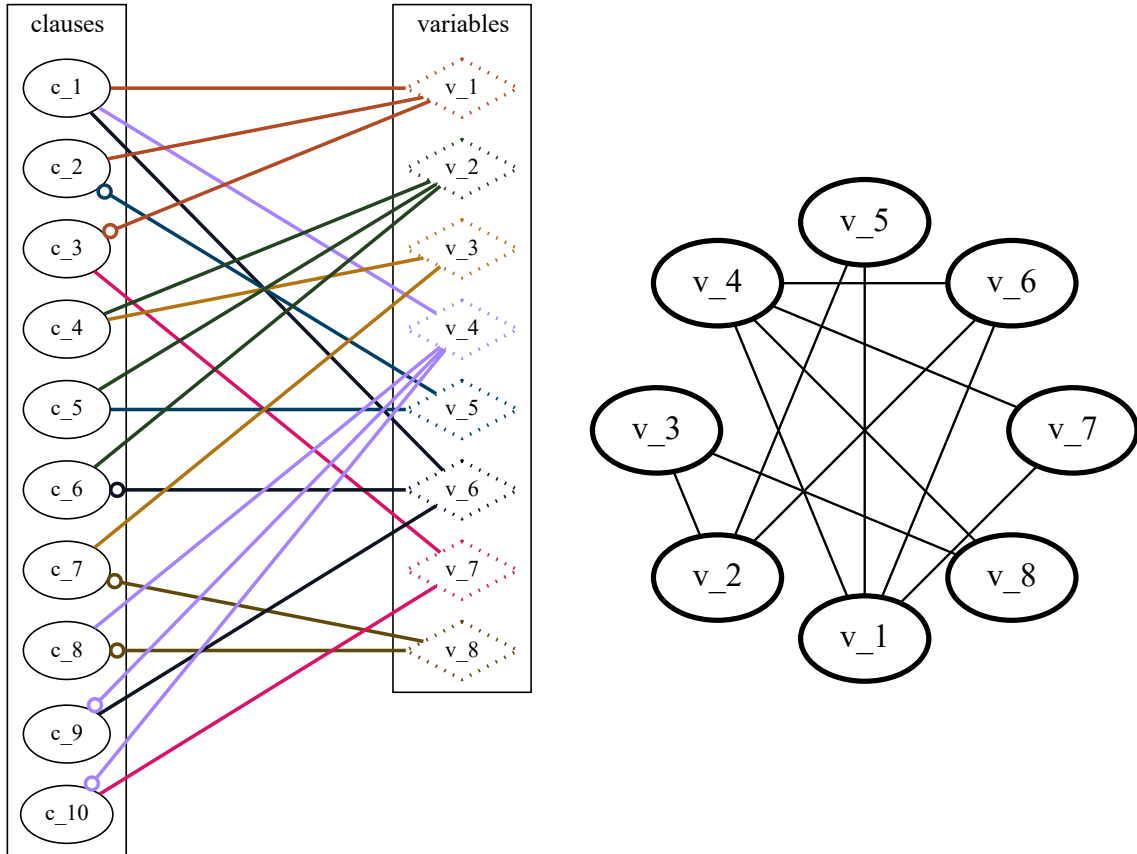 clauses
c_1
c_2
c_3
c_4
c_5
c_6
c_7
c_8
c_9
c_10
variables
v_1
v_2
v_3
v_4
v_5
v_6
v_7
v_8
v_5
v_4
v_6
v_3
v_7
v_2
v_8
v_1